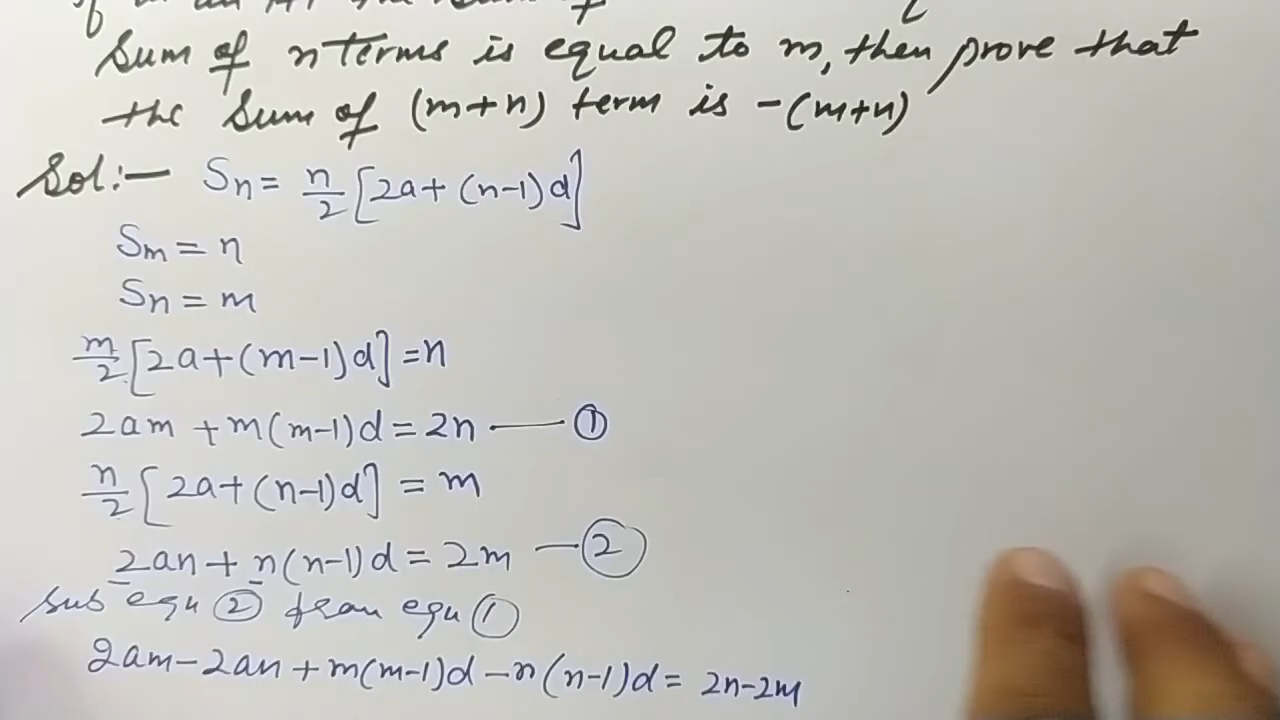 Sum of n terms is equal to m, then prove that
the sum of (m+n) term is -(m+n)
Sol:- Sn = n/2 [2a+(n-1)d]
Sm = n
Sn = m
m/2 [2a+(m-1)d] = n
2am + m(m-1)d = 2n — ①
n/2 [2a+(n-1)d] = m
2an + n(n-1)d = 2m — ②
sub equ ② from equ ①
2am - 2an + m(m-1)d - n(n-1)d = 2n-2m